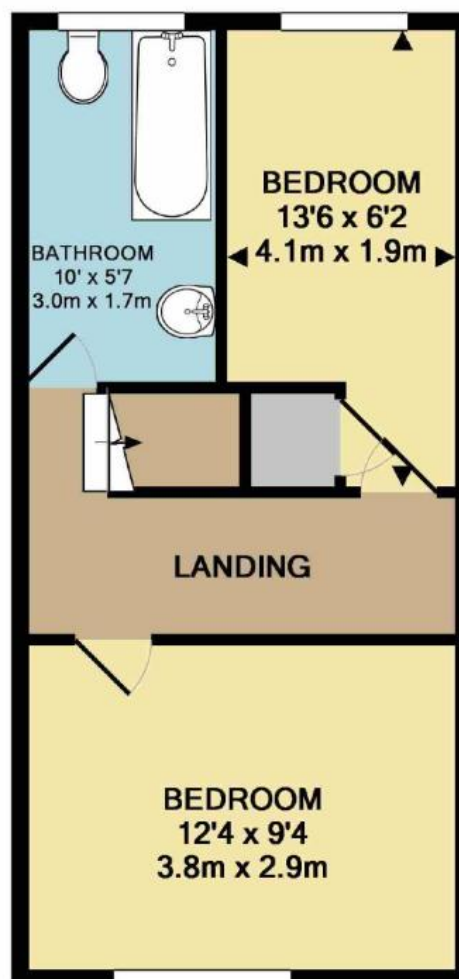 BEDROOM
13'6 x 6'2
4.1m x 1.9m
BATHROOM
10' x 5'7
3.0m x 1.7m
LANDING
BEDROOM
12'4 x 9'4
3.8m x 2.9m